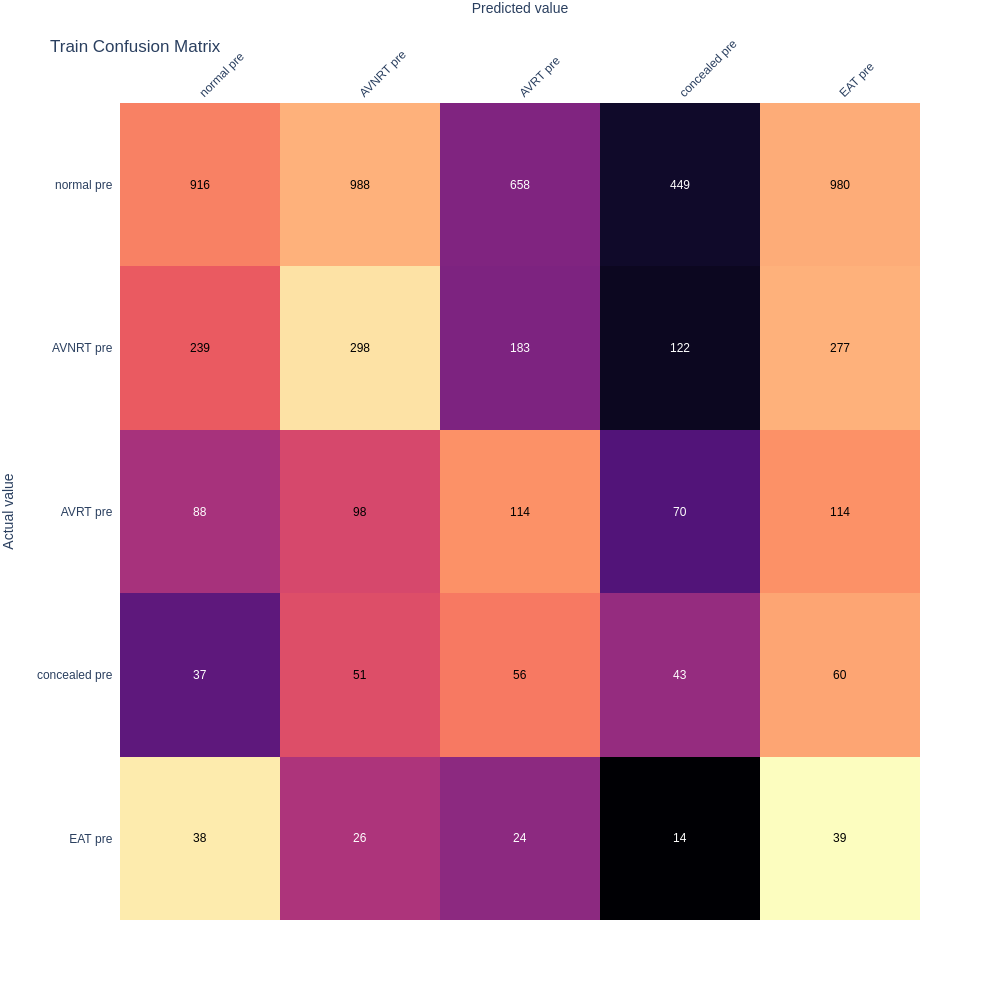 Predicted value
Train Confusion Matrix
normal pre AVNRT pre AVRT pre concealed pre EAT pre
normal pre 916 988 658 449 980
AVNRT pre 239 298 183 122 277
Actual value
AVRT pre 88 98 114 70 114
concealed pre 37 51 56 43 60
EAT pre 38 26 24 14 39